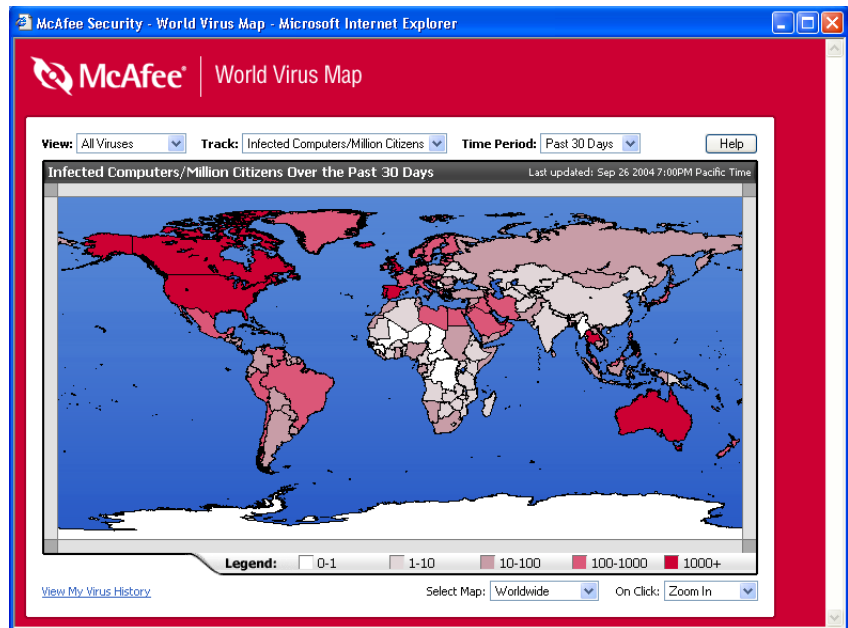 McAfee Security - World Virus Map - Microsoft Internet Explorer
McAfee® World Virus Map
View: All Viruses Track: Infected Computers/Million Citizens Time Period: Past 30 Days Help
Infected Computers/Million Citizens Over the Past 30 Days Last updated: Sep 26 2004 7:00PM Pacific Time
Legend: 0-1 1-10 10-100 100-1000 1000+
View My Virus History Select Map: Worldwide On Click: Zoom In